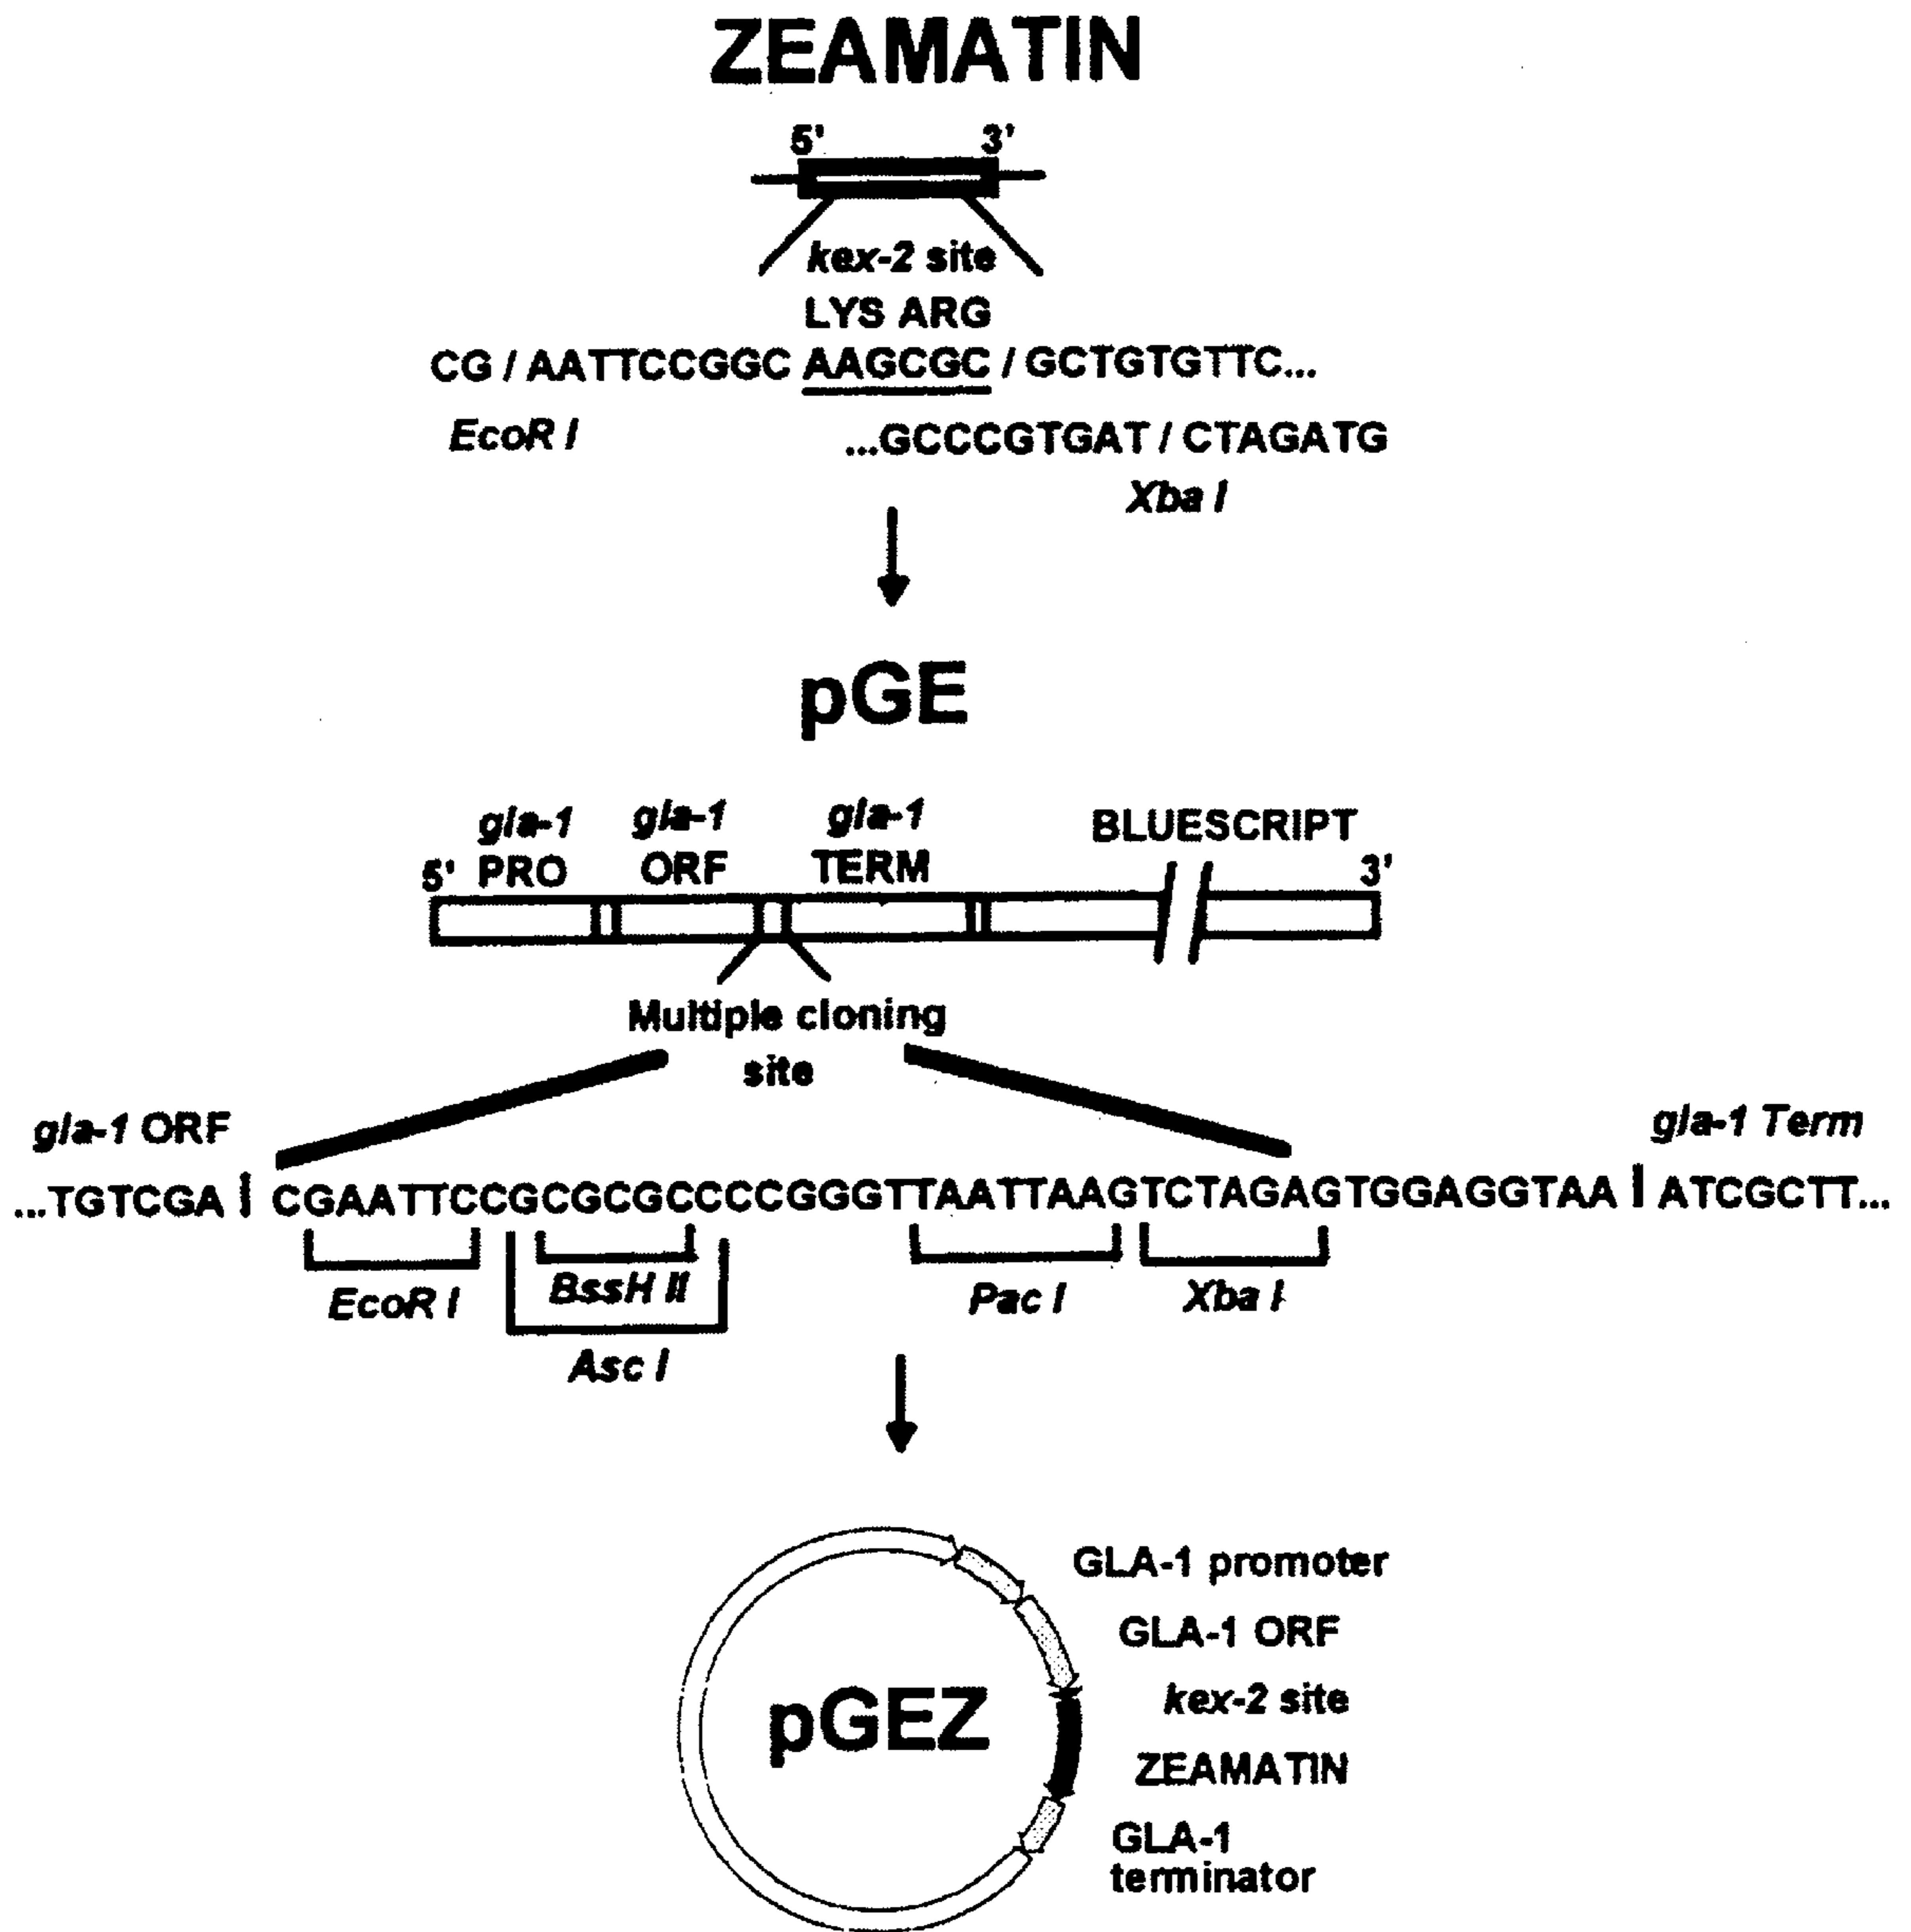 ZEAMATIN
5' 3'
kex-2 site
LYS ARG
CG / AATTCCGGC AAGCGC / GCTGTGTTC...
EcoR I ...GCCCGTGAT / CTAGATG
Xba I
pGE
gla-1 gla-1 gla-1 BLUESCRIPT
5' PRO ORF TERM 3'
Multiple cloning
site
gla-1 ORF gla-1 Term
...TGTCGA | CGAATTCCGCGCGCCCCGGGTTAATTAAGTCTAGAGTGGAGGTAA | ATCGCTT...
EcoR I BssH II Pac I Xba I
Asc I
GLA-1 promoter
GLA-1 ORF
kex-2 site
pGEZ
ZEAMATIN
GLA-1
terminator